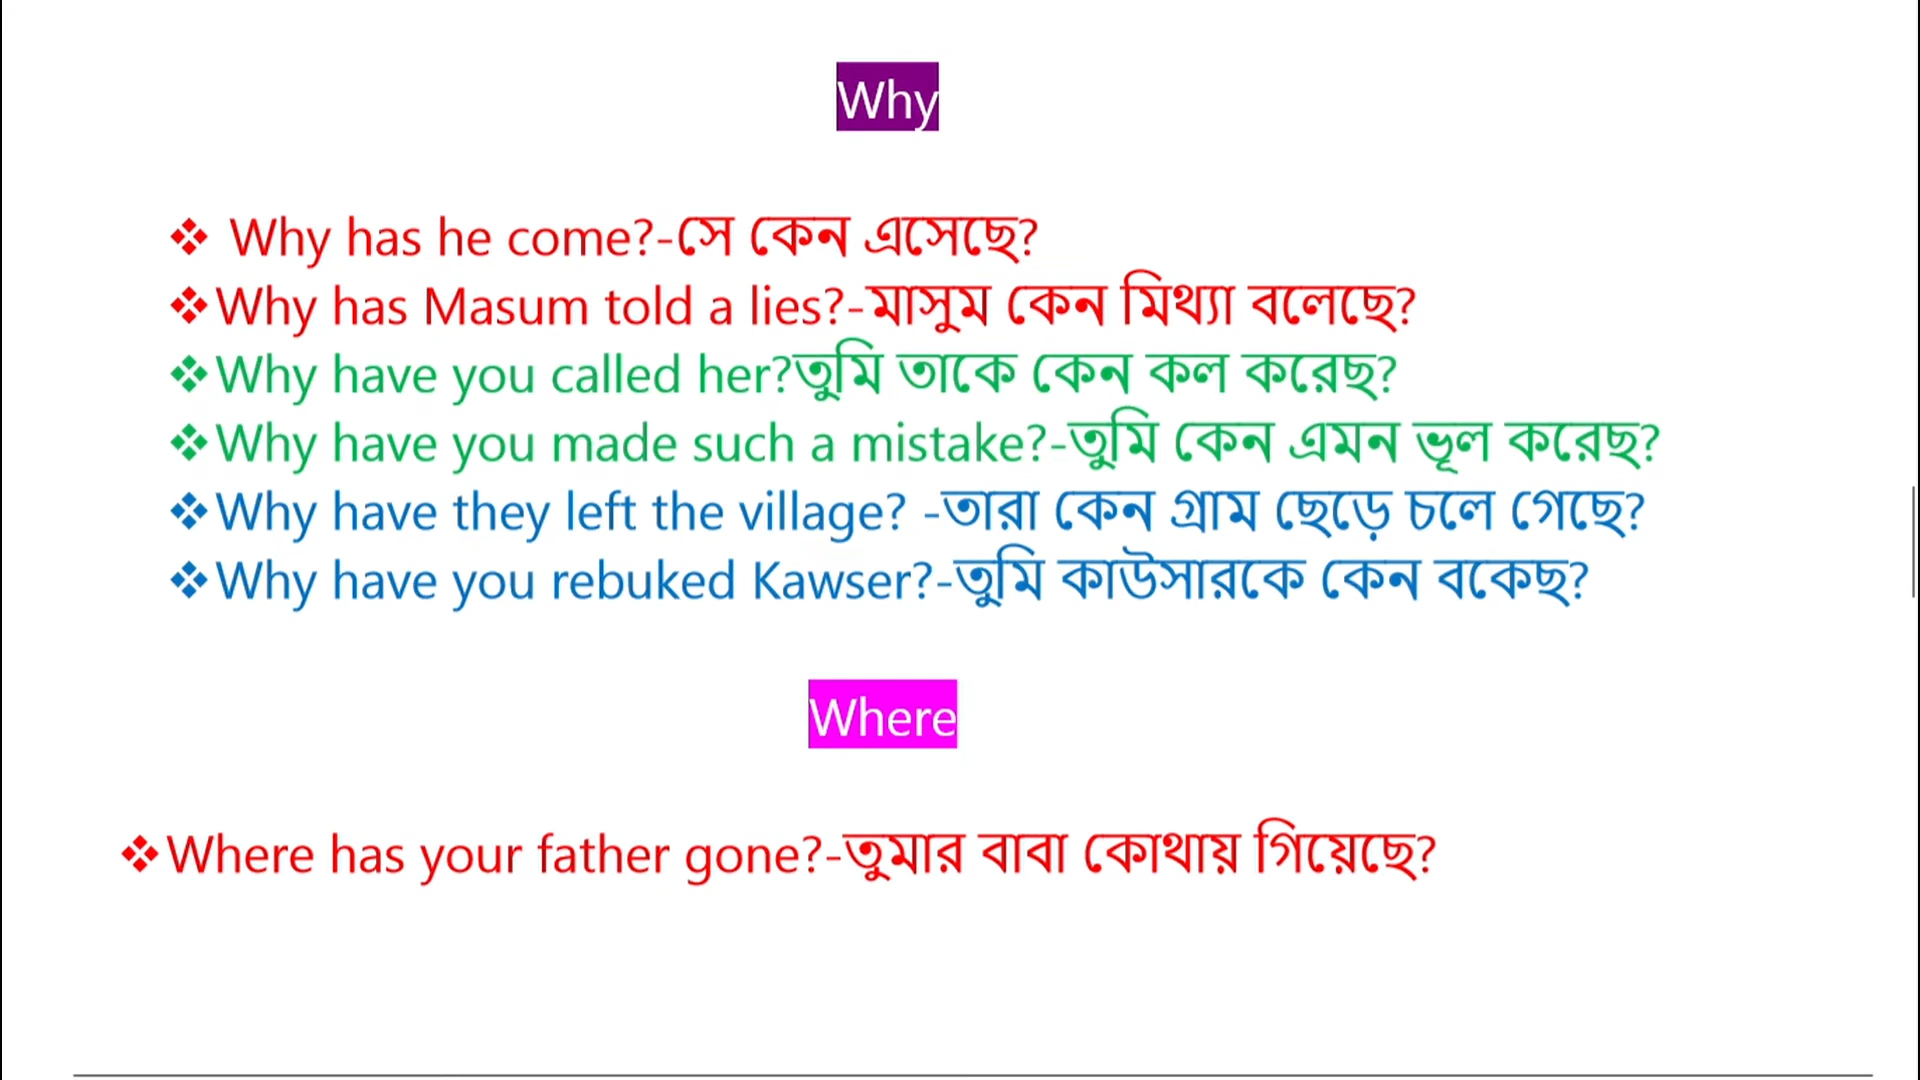 Why
❖ Why has he come?-সে কেন এসেছে?
❖Why has Masum told a lies?-মাসুম কেন মিথ্যা বলেছে?
❖Why have you called her?তুমি তাকে কেন কল করেছ?
❖Why have you made such a mistake?-তুমি কেন এমন ভূল করেছ?
❖Why have they left the village? -তারা কেন গ্রাম ছেড়ে চলে গেছে?
❖Why have you rebuked Kawser?-তুমি কাউসারকে কেন বকেছ?
Where
❖Where has your father gone?-তুমার বাবা কোথায় গিয়েছে?